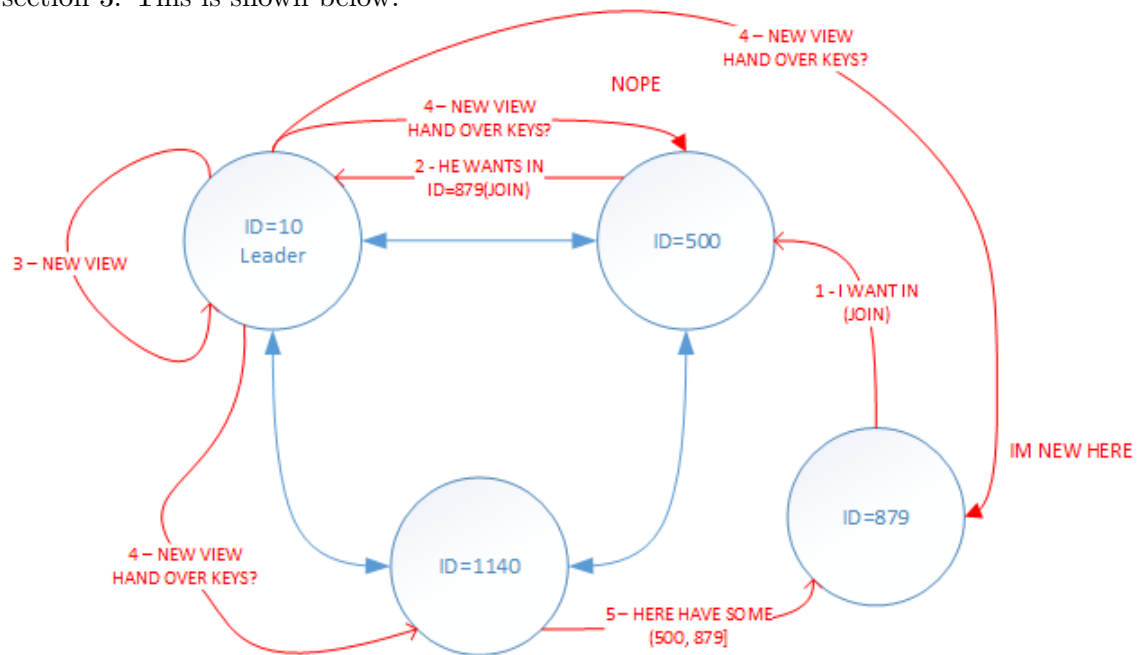 section 3. This is shown below.
4 – NEW VIEW
HAND OVER KEYS?
NOPE
4 – NEW VIEW
HAND OVER KEYS?
2 - HE WANTS IN
ID=879(JOIN)
ID=10
Leader
ID=500
3 – NEW VIEW
1 - I WANT IN
(JOIN)
IM NEW HERE
ID=879
ID=1140
4 – NEW VIEW
HAND OVER KEYS?
5 – HERE HAVE SOME
(500, 879]